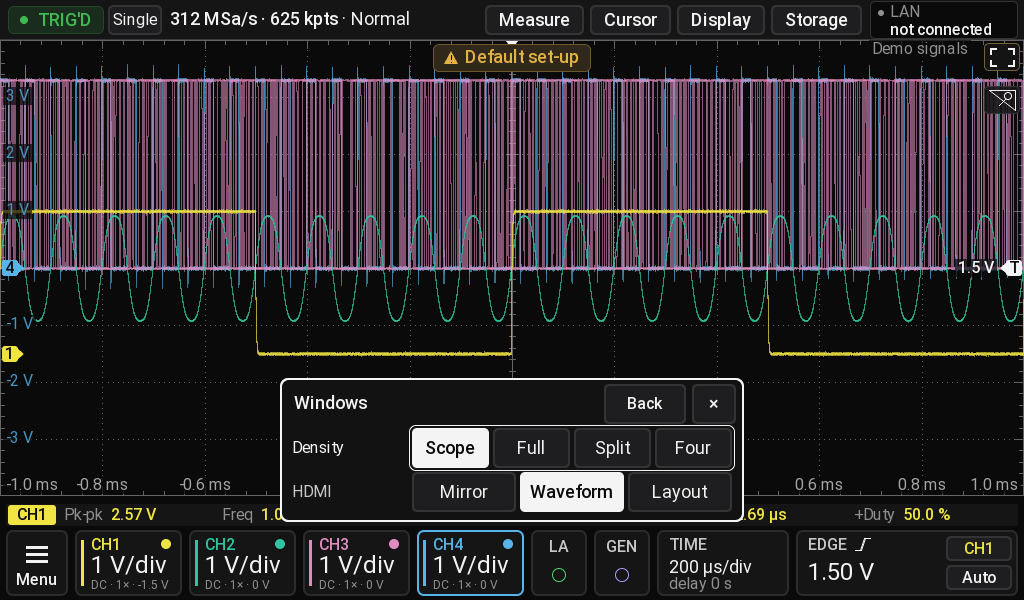 TRIG'D Single 312 MSa/s · 625 kpts · Normal Measure Cursor Display Storage LAN
not connected
Demo signals
Default set-up
3 V
2 V
1 V
4
1.5 V T
-1 V
1
-2 V
-3 V
Windows Back ×
Density Scope Full Split Four
HDMI Mirror Waveform Layout
-1.0 ms -0.8 ms -0.6 ms 0.6 ms 0.8 ms 1.0 ms
CH1 Pk-pk 2.57 V Freq 1.0 .69 µs +Duty 50.0 %
Menu
CH1
1 V/div
DC · 1× · -1.5 V
CH2
1 V/div
DC · 1× · 0 V
CH3
1 V/div
DC · 1× · 0 V
CH4
1 V/div
DC · 1× · 0 V
LA
GEN
TIME
200 µs/div
delay 0 s
EDGE
1.50 V
CH1
Auto